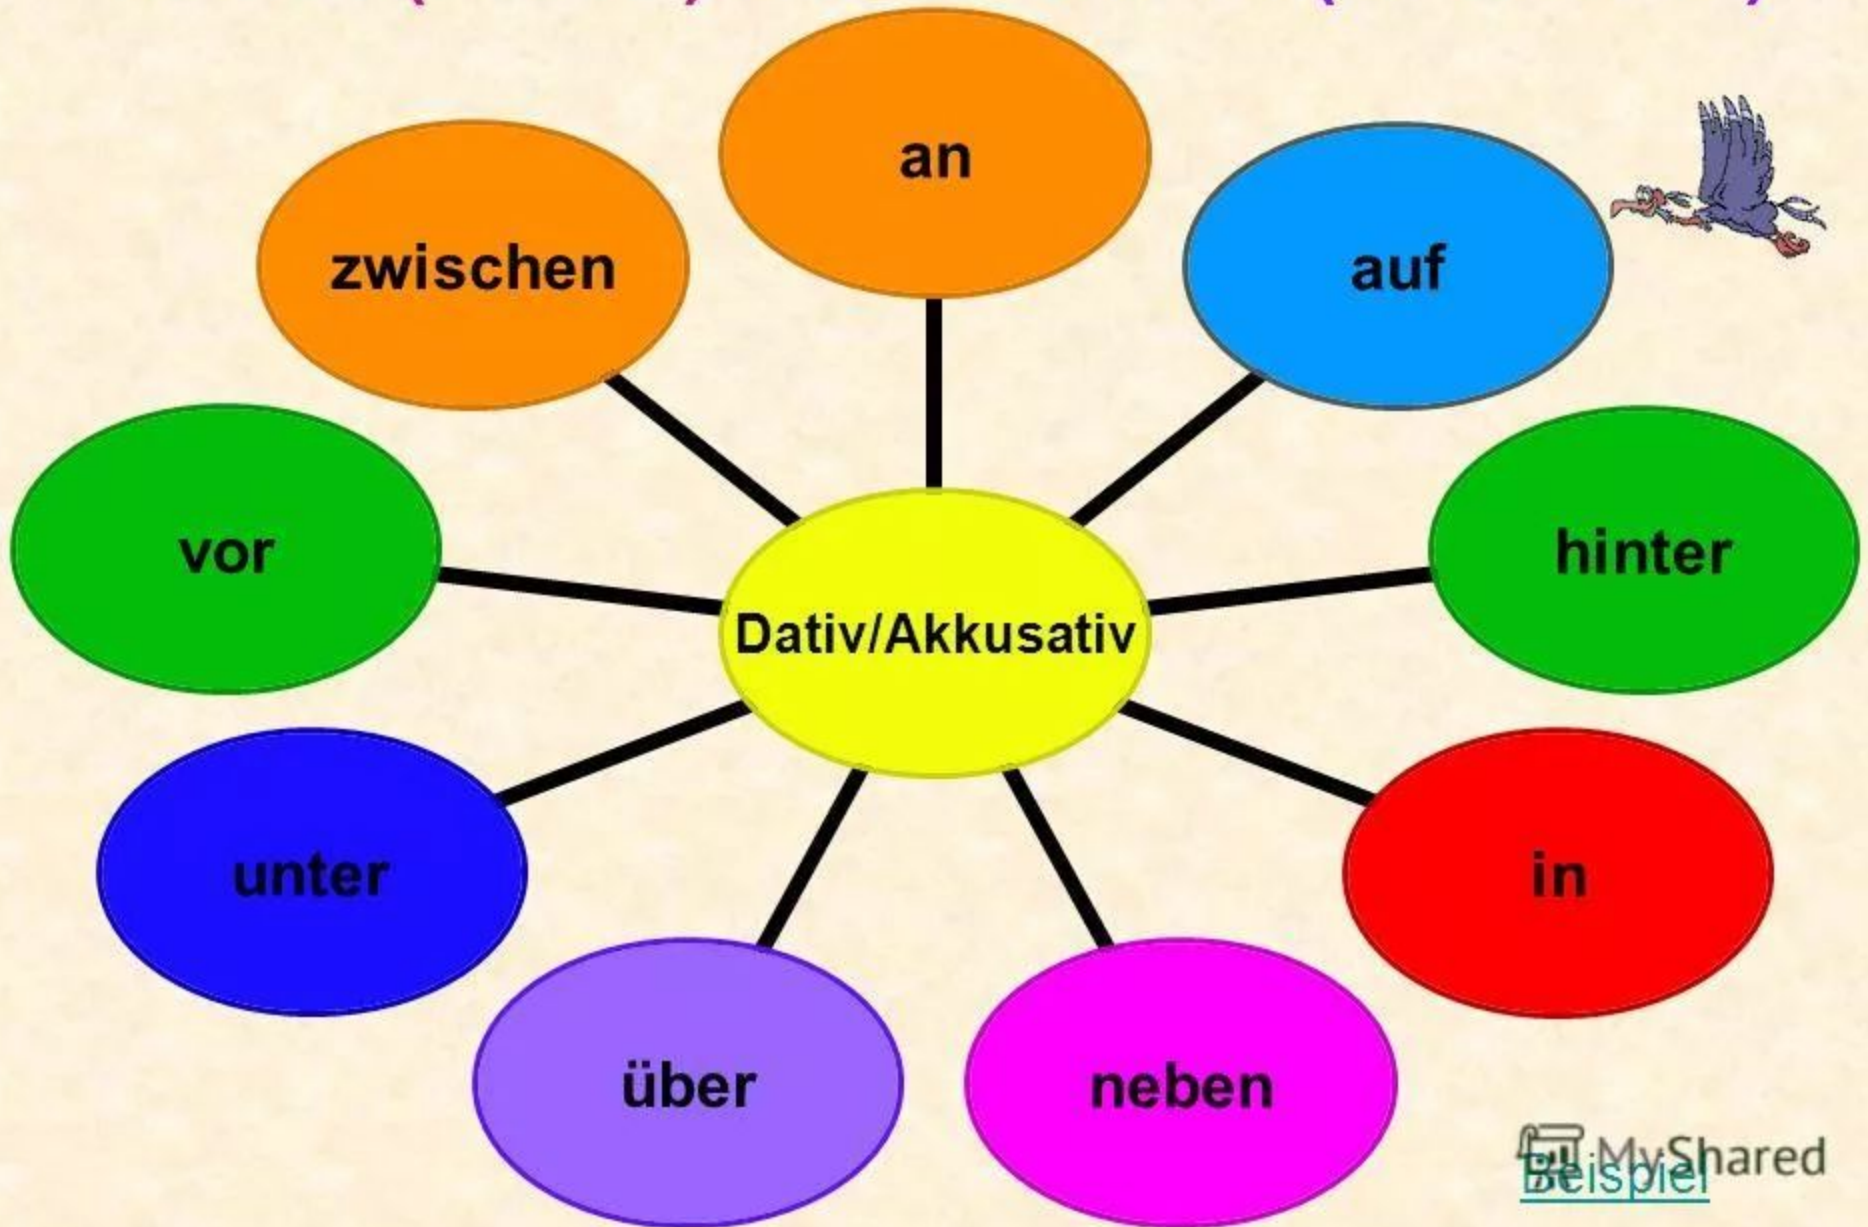 an
zwischen
auf
vor
hinter
Dativ/Akkusativ
unter
in
über
neben
MyShared
Beispiel